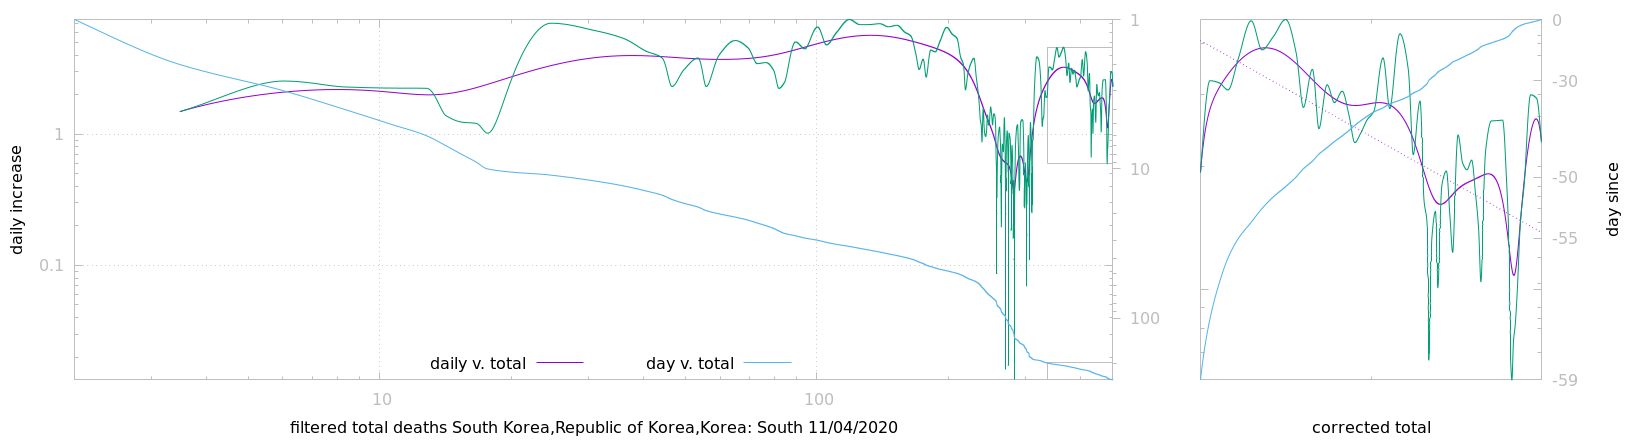 daily increase
1
0.1
10
100
daily v. total
day v. total
1
10
100
filtered total deaths South Korea,Republic of Korea,Korea: South 11/04/2020
0
-30
-50
-55
-59
day since
corrected total